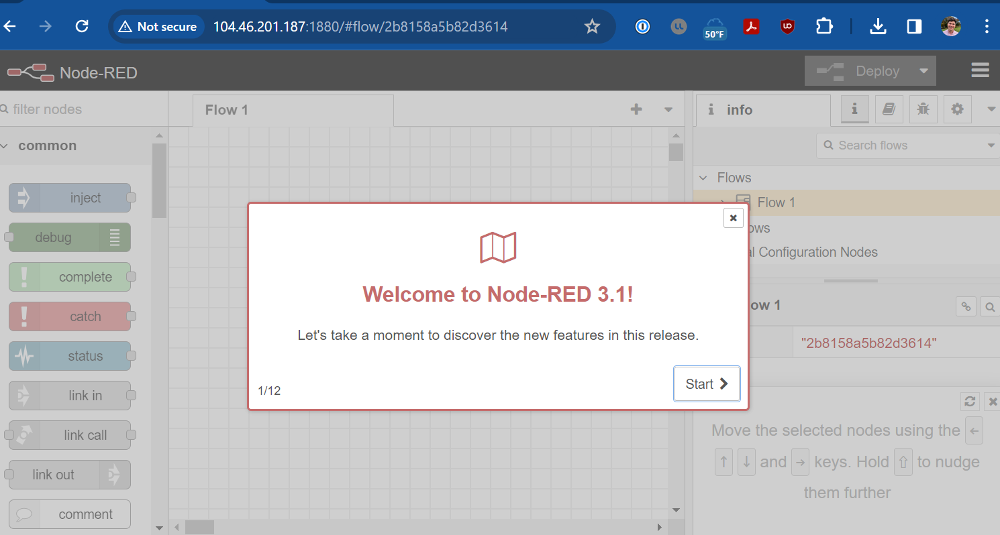 Not secure 104.46.201.187:1880/#flow/2b8158a5b82d3614
50°F
Node-RED
Deploy
filter nodes
Flow 1
info
common
Search flows
inject
debug
complete
catch
status
link in
link call
link out
comment
Flows
Flow 1
ows
al Configuration Nodes
ow 1
"2b8158a5b82d3614"
Welcome to Node-RED 3.1!
Let's take a moment to discover the new features in this release.
1/12
Start
Move the selected nodes using the ←
↑ ↓ and → keys. Hold ⇧ to nudge
them further